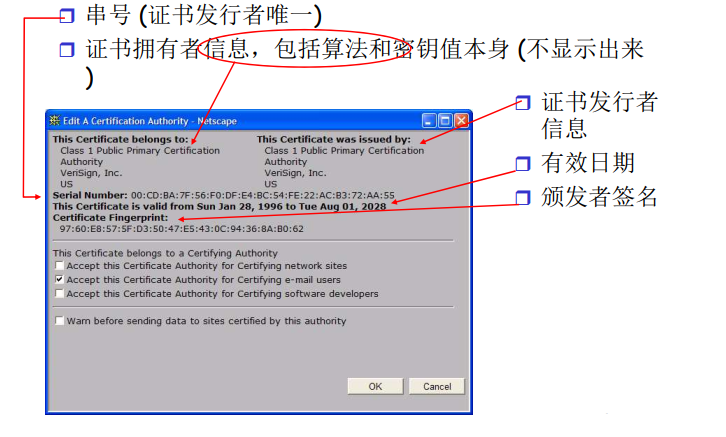 串号 (证书发行者唯一)
证书拥有者信息，包括算法和密钥值本身 (不显示出来
)
Edit A Certification Authority - Netscape
This Certificate belongs to:
Class 1 Public Primary Certification
Authority
VeriSign, Inc.
US
This Certificate was issued by:
Class 1 Public Primary Certification
Authority
VeriSign, Inc.
US
Serial Number: 00:CD:BA:7F:56:F0:DF:E4:BC:54:FE:22:AC:B3:72:AA:55
This Certificate is valid from Sun Jan 28, 1996 to Tue Aug 01, 2028
Certificate Fingerprint:
97:60:E8:57:5F:D3:50:47:E5:43:0C:94:36:8A:B0:62
This Certificate belongs to a Certifying Authority
Accept this Certificate Authority for Certifying network sites
Accept this Certificate Authority for Certifying e-mail users
Accept this Certificate Authority for Certifying software developers
Warn before sending data to sites certified by this authority
OK
Cancel
证书发行者
信息
有效日期
颁发者签名